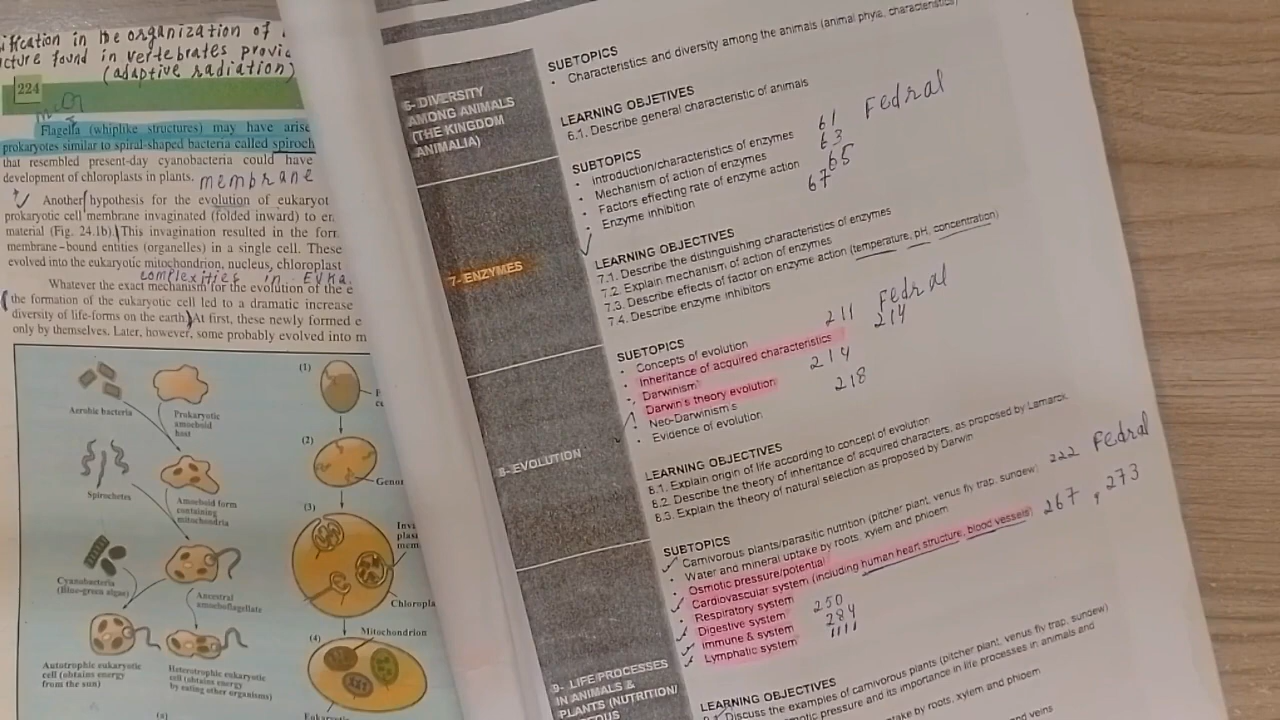 ification in the organization of
cture found in vertebrates provi
(adaptive radiation)
224
Flagella (whiplike structures) may have arise
prokaryotes similar to spiral-shaped bacteria called spiroch
that resembled present-day cyanobacteria could have
development of chloroplasts in plants.
membrane
Another hypothesis for the evolution of eukaryot
prokaryotic cell membrane invaginated (folded inward) to en
material (Fig. 24.1b). This invagination resulted in the forr
membrane-bound entities (organelles) in a single cell. These
evolved into the eukaryotic mitochondrion, nucleus, chloroplast
complexities in Euka
Whatever the exact mechanism for the evolution of the e
the formation of the eukaryotic cell led to a dramatic increase
diversity of life-forms on the earth. At first, these newly formed e
only by themselves. Later, however, some probably evolved into m
Aerobic bacteria
Prokaryotic
amoeboid
host
Spirochetes
Amoeboid form
containing
mitochondria
Cyanobacteria
(Blue-green algae)
Ancestral
amoeboflagellate
Autotrophic eukaryotic
cell (obtains energy
from the sun)
Heterotrophic eukaryotic
cell (obtains energy
by eating other organisms)
(a)
(1)
(2)
Genor
(3)
Invi
plasi
mem
Chloropla
(4)
Mitochondrion
Eukaryotic
6- DIVERSITY
AMONG ANIMALS
(THE KINGDOM
ANIMALIA)
SUBTOPICS
• Characteristics and diversity among the animals (animal phyla, characteristics)
LEARNING OBJETIVES
6.1. Describe general characteristic of animals
7- ENZYMES
SUBTOPICS
• Introduction/characteristics of enzymes 61 Fedral
• Mechanism of action of enzymes 63
• Factors effecting rate of enzyme action 65
• Enzyme inhibition 67
LEARNING OBJECTIVES
7.1. Describe the distinguishing characteristics of enzymes
7.2. Explain mechanism of action of enzymes
7.3. Describe effects of factor on enzyme action (temperature, pH, concentration)
7.4. Describe enzyme inhibitors
8- EVOLUTION
SUBTOPICS
• Concepts of evolution 211 Fedral
• Inheritance of acquired characteristics 214
• Darwinism
• Darwin's theory evolution 214
• Neo-Darwinism s 218
• Evidence of evolution
LEARNING OBJECTIVES
8.1. Explain origin of life according to concept of evolution
8.2. Describe the theory of inheritance of acquired characters, as proposed by Lamarck.
8.3. Explain the theory of natural selection as proposed by Darwin
9- LIFE PROCESSES
IN ANIMALS &
PLANTS (NUTRITION/
SUBTOPICS
• Carnivorous plants/parasitic nutrition (pitcher plant, venus fly trap, sundew) 222 Fedral
• Water and mineral uptake by roots, xylem and phloem
• Osmotic pressure/potential
• Cardiovascular system (including human heart structure, blood vessels) 267, 273
• Respiratory system
• Digestive system 250
• Immune & system 284
• Lymphatic system
LEARNING OBJECTIVES
9.1. Discuss the examples of carnivorous plants (pitcher plant, venus fly trap, sundew)
otic pressure and its importance in life processes in animals and
ake by roots, xylem and phloem
and veins